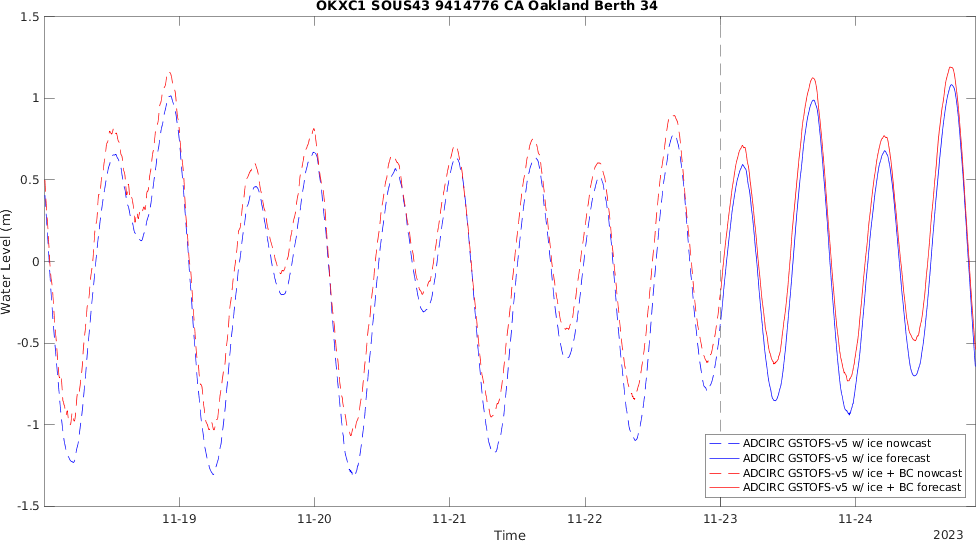 OKXC1 SOUS43 9414776 CA Oakland Berth 34
1.5
1
0.5
0
-0.5
-1
-1.5
Water Level (m)
11-19 11-20 11-21 11-22 11-23 11-24
Time
2023
ADCIRC GSTOFS-v5 w/ ice nowcast
ADCIRC GSTOFS-v5 w/ ice forecast
ADCIRC GSTOFS-v5 w/ ice + BC nowcast
ADCIRC GSTOFS-v5 w/ ice + BC forecast